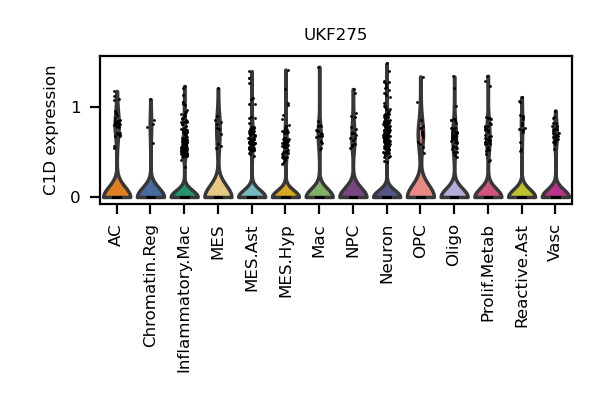 UKF275
C1D expression
1
0
AC
Chromatin.Reg
Inflammatory.Mac
MES
MES.Ast
MES.Hyp
Mac
NPC
Neuron
OPC
Oligo
Prolif.Metab
Reactive.Ast
Vasc